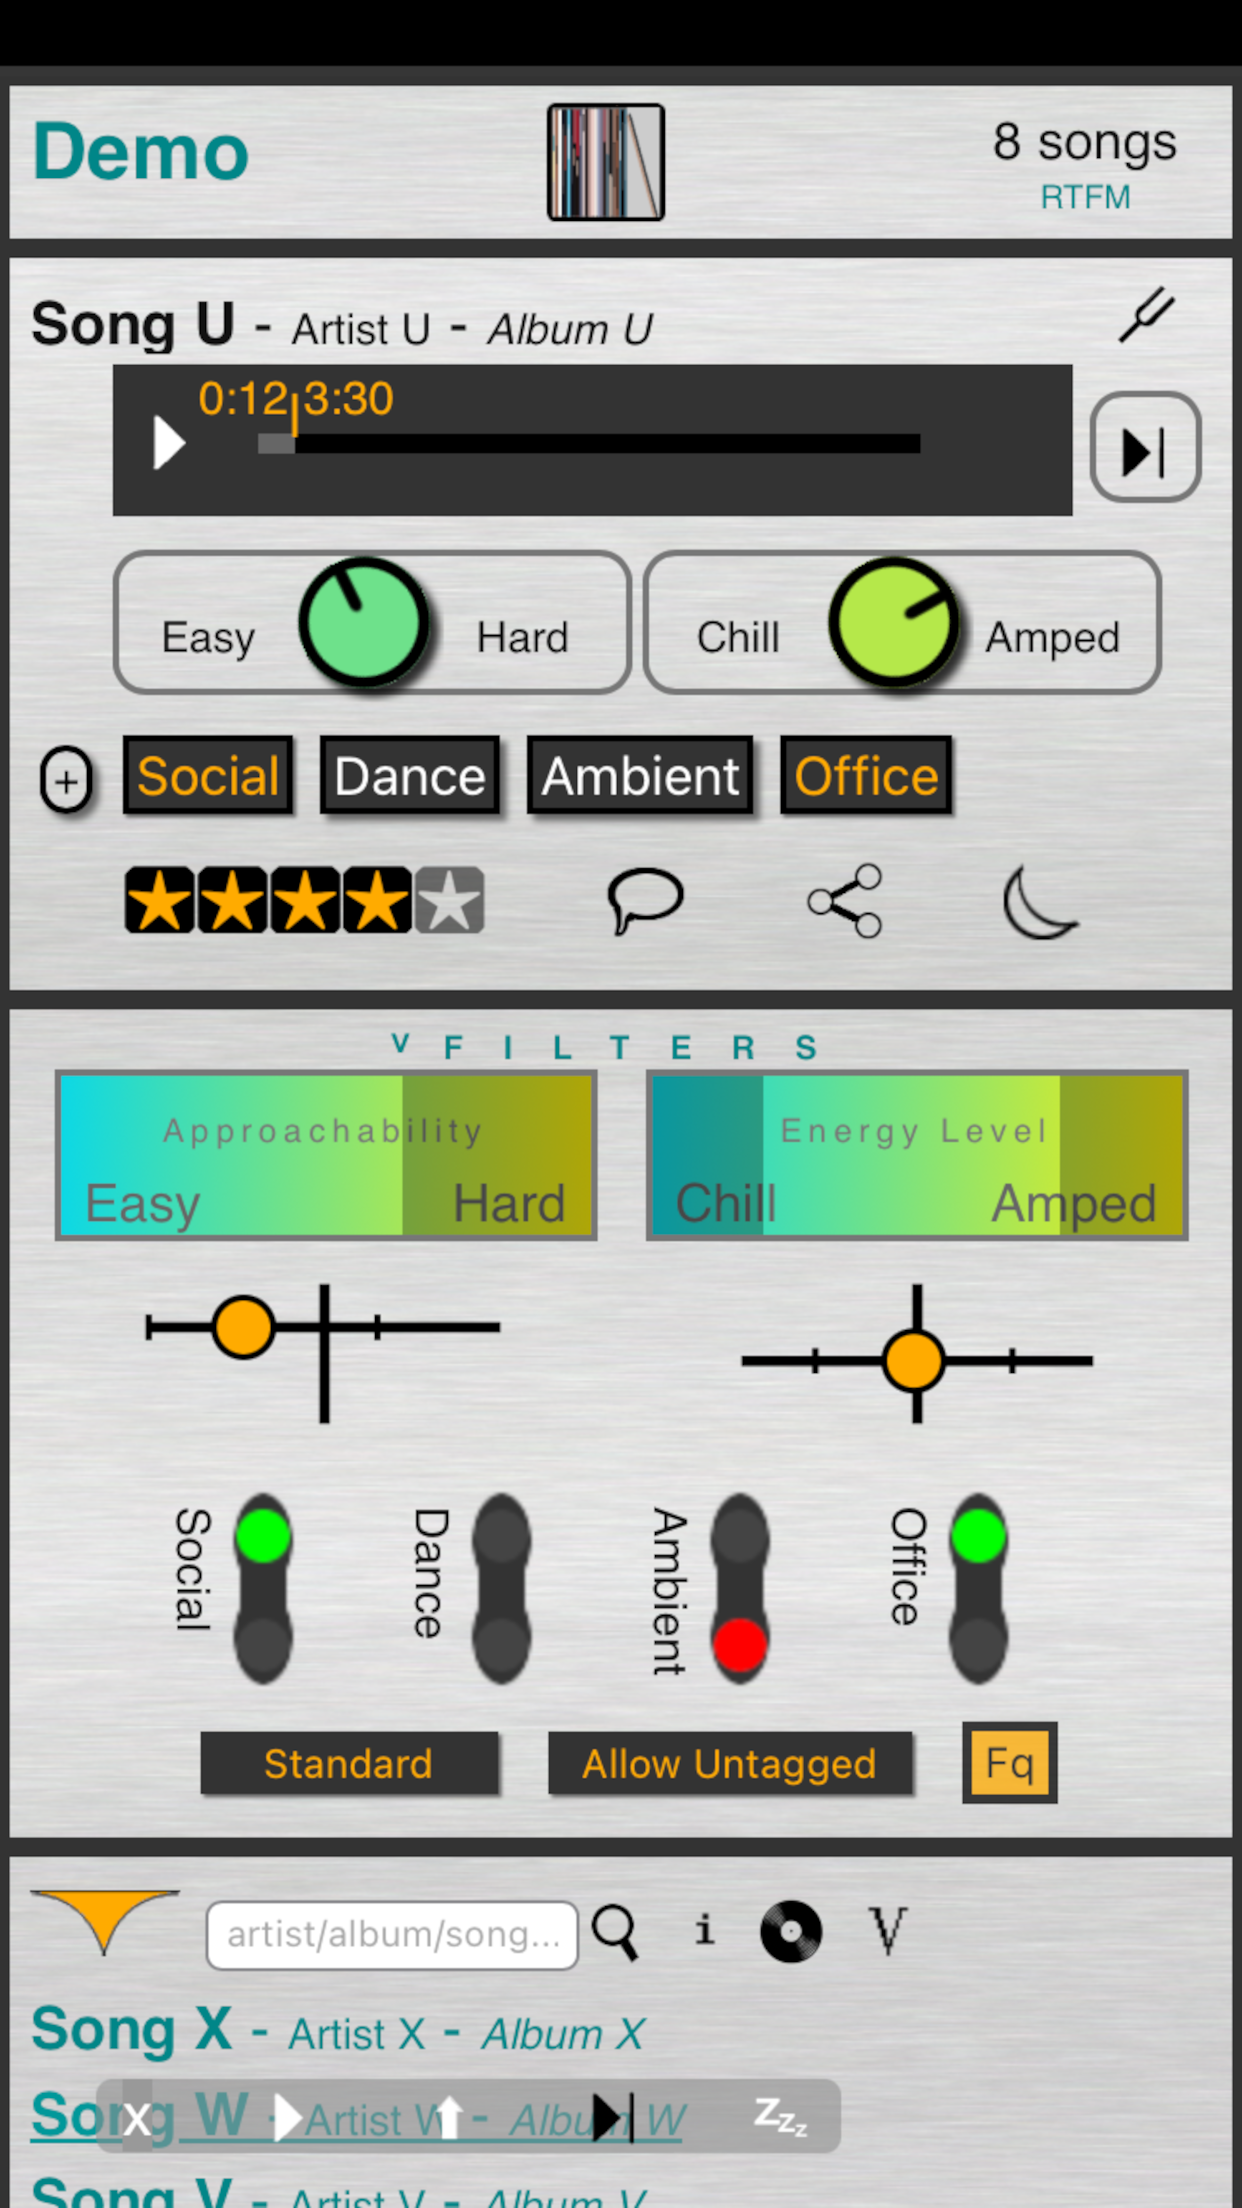 Demo
8 songs
RTFM
Song U - Artist U - Album U
0:12 3:30
Easy Hard Chill Amped
+ Social Dance Ambient Office
V FILTERS
Approachability
Easy Hard
Energy Level
Chill Amped
Social
Dance
Ambient
Office
Standard Allow Untagged Fq
artist/album/song... i V
Song X - Artist X - Album X
Song W - Artist W - Album W
X Zzz
Song V - Artist V - Album V